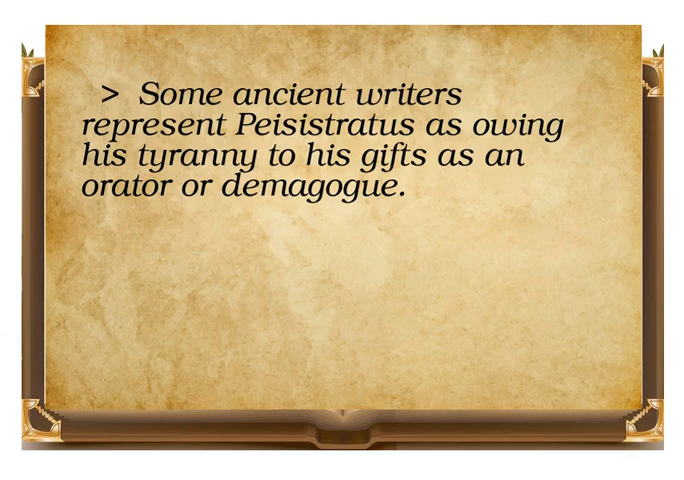 > Some ancient writers
represent Peisistratus as owing
his tyranny to his gifts as an
orator or demagogue.